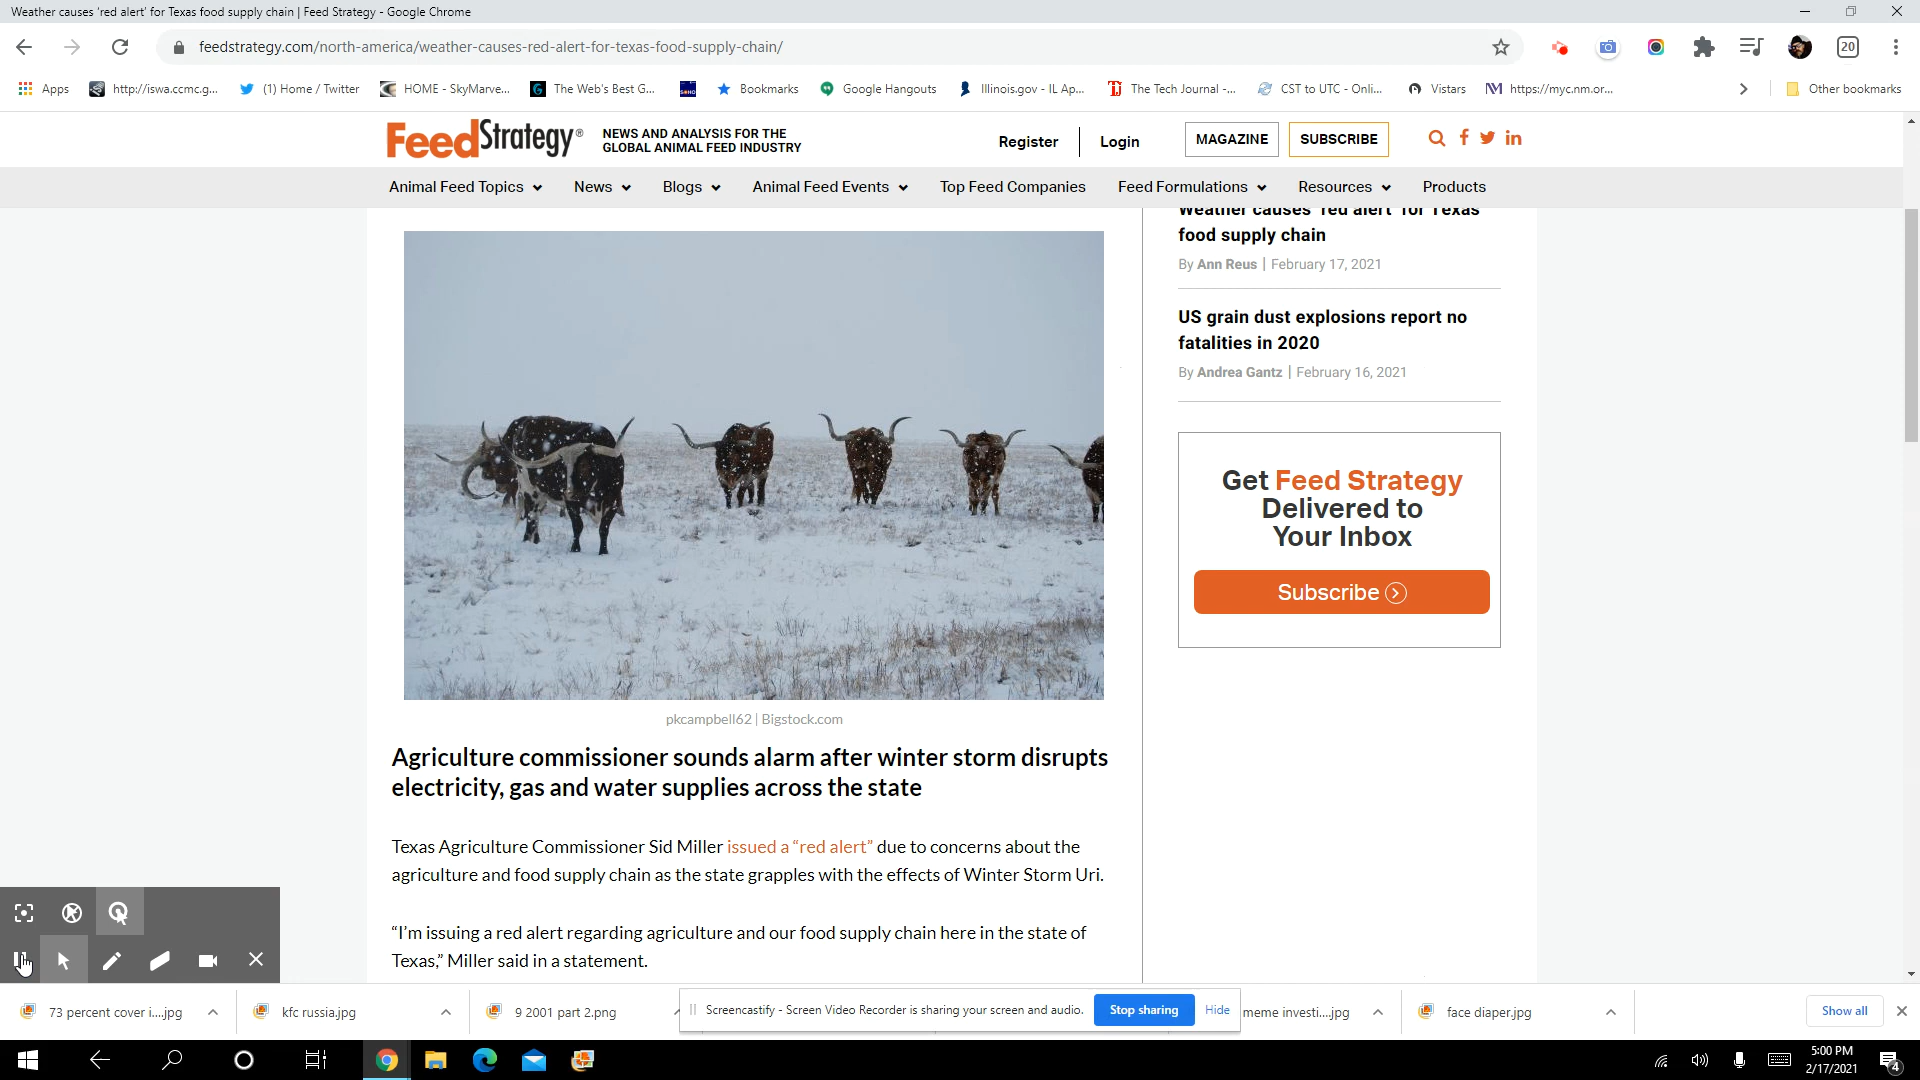 Weather causes 'red alert' for Texas food supply chain | Feed Strategy - Google Chrome
feedstrategy.com/north-america/weather-causes-red-alert-for-texas-food-supply-chain/
20
Apps http://iswa.ccmc.g... (1) Home / Twitter HOME - SkyMarve... The Web's Best G... Bookmarks Google Hangouts Illinois.gov - IL Ap... The Tech Journal -... CST to UTC - Onli... Vistars https://myc.nm.or... Other bookmarks
FeedStrategy®
NEWS AND ANALYSIS FOR THE
GLOBAL ANIMAL FEED INDUSTRY
Register Login MAGAZINE SUBSCRIBE
Animal Feed Topics News Blogs Animal Feed Events Top Feed Companies Feed Formulations Resources Products
Weather causes 'red alert' for Texas
food supply chain
By Ann Reus | February 17, 2021
US grain dust explosions report no
fatalities in 2020
By Andrea Gantz | February 16, 2021
Get Feed Strategy
Delivered to
Your Inbox
Subscribe
pkcampbell62 | Bigstock.com
Agriculture commissioner sounds alarm after winter storm disrupts
electricity, gas and water supplies across the state
Texas Agriculture Commissioner Sid Miller issued a “red alert” due to concerns about the
agriculture and food supply chain as the state grapples with the effects of Winter Storm Uri.
“I’m issuing a red alert regarding agriculture and our food supply chain here in the state of
Texas,” Miller said in a statement.
73 percent cover i....jpg kfc russia.jpg 9 2001 part 2.png meme investi....jpg face diaper.jpg Show all
Screencastify - Screen Video Recorder is sharing your screen and audio. Stop sharing Hide
5:00 PM
2/17/2021
4